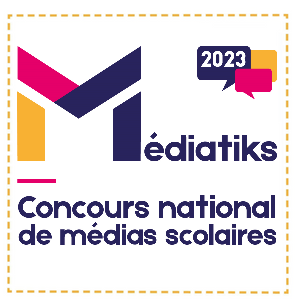 2023
Médiatiks
Concours national
de médias scolaires